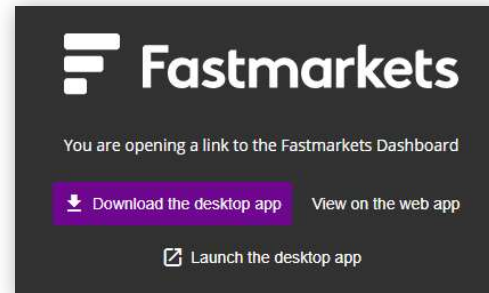 Fastmarkets
You are opening a link to the Fastmarkets Dashboard
Download the desktop app View on the web app
Launch the desktop app